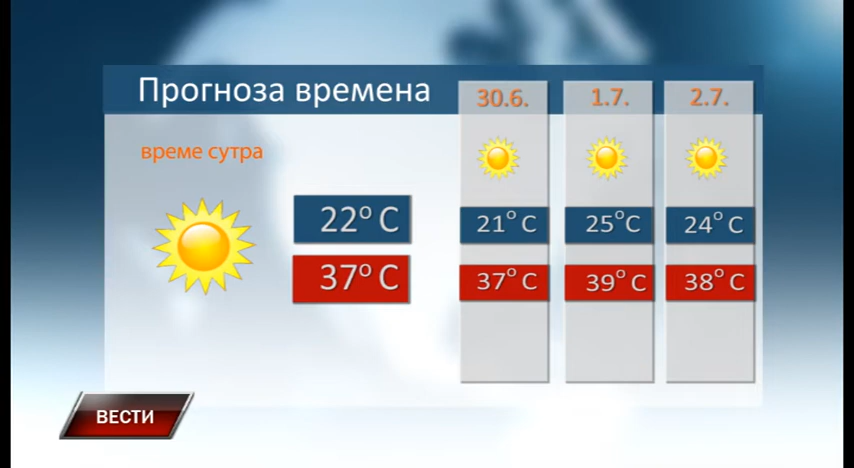 Прогноза времена
време сутра
22° C
37° C
30.6.
21° C
37° C
1.7.
25°C
39° C
2.7.
24° C
38° C
ВЕСТИ